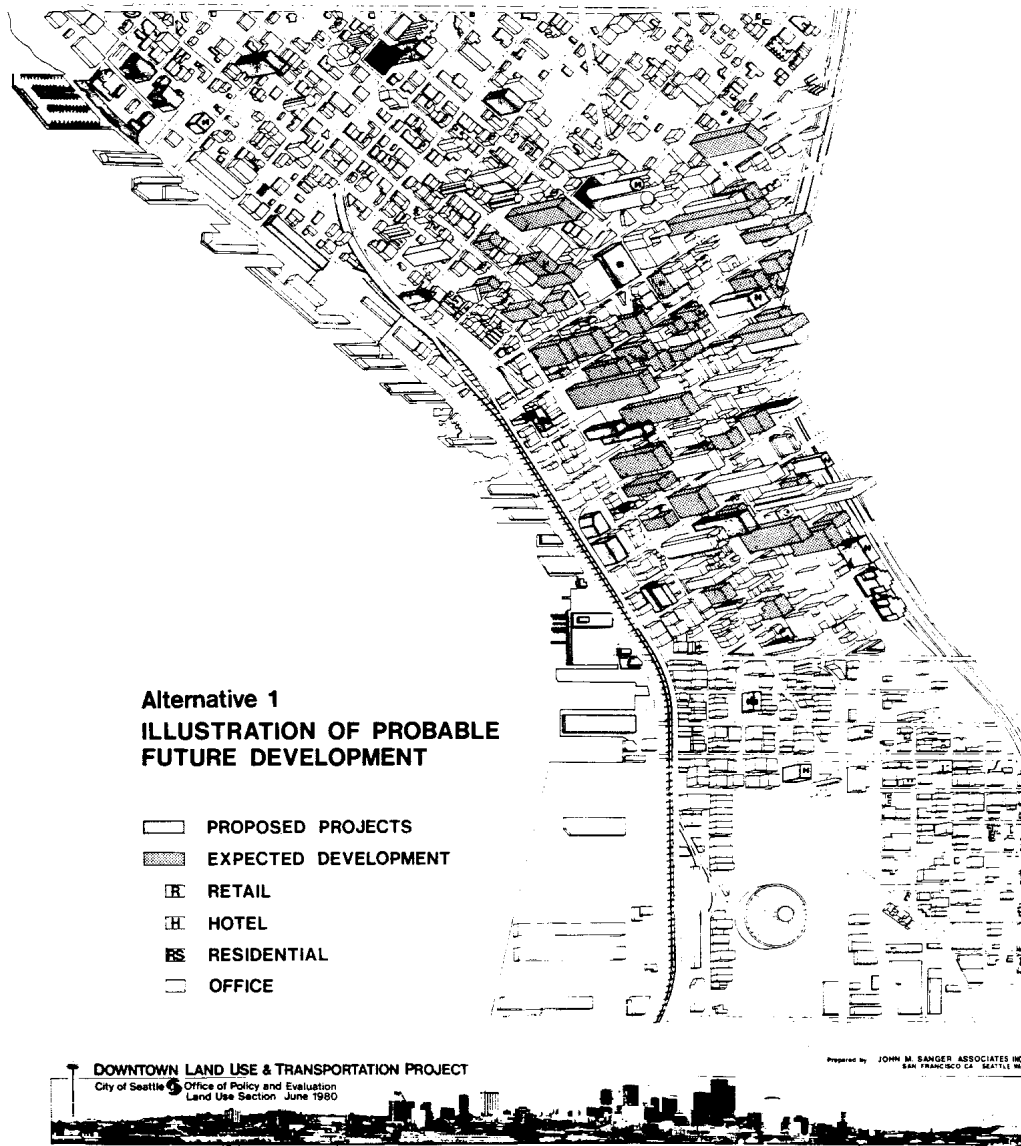 Alternative 1
ILLUSTRATION OF PROBABLE
FUTURE DEVELOPMENT
PROPOSED PROJECTS
EXPECTED DEVELOPMENT
R RETAIL
H HOTEL
RS RESIDENTIAL
OFFICE
DOWNTOWN LAND USE & TRANSPORTATION PROJECT
City of Seattle Office of Policy and Evaluation
Land Use Section June 1980
Prepared by JOHN M. SANGER ASSOCIATES INC
SAN FRANCISCO CA SEATTLE WA